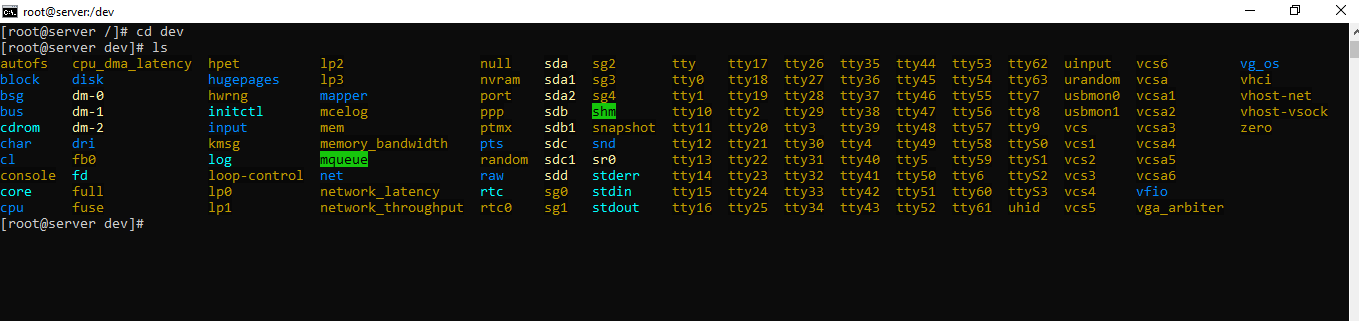 root@server:/dev
[root@server /]# cd dev
[root@server dev]# ls
autofs cpu_dma_latency hpet lp2 null sda sg2 tty tty17 tty26 tty35 tty44 tty53 tty62 uinput vcs6 vg_os
block disk hugepages lp3 nvram sda1 sg3 tty0 tty18 tty27 tty36 tty45 tty54 tty63 urandom vcsa vhci
bsg dm-0 hwrng mapper port sda2 sg4 tty1 tty19 tty28 tty37 tty46 tty55 tty7 usbmon0 vcsa1 vhost-net
bus dm-1 initctl mcelog ppp sdb shm tty10 tty2 tty29 tty38 tty47 tty56 tty8 usbmon1 vcsa2 vhost-vsock
cdrom dm-2 input mem ptmx sdb1 snapshot tty11 tty20 tty3 tty39 tty48 tty57 tty9 vcs vcsa3 zero
char dri kmsg memory_bandwidth pts sdc snd tty12 tty21 tty30 tty4 tty49 tty58 ttyS0 vcs1 vcsa4
cl fb0 log mqueue random sdc1 sr0 tty13 tty22 tty31 tty40 tty5 tty59 ttyS1 vcs2 vcsa5
console fd loop-control net raw sdd stderr tty14 tty23 tty32 tty41 tty50 tty6 ttyS2 vcs3 vcsa6
core full lp0 network_latency rtc sg0 stdin tty15 tty24 tty33 tty42 tty51 tty60 ttyS3 vcs4 vfio
cpu fuse lp1 network_throughput rtc0 sg1 stdout tty16 tty25 tty34 tty43 tty52 tty61 uhid vcs5 vga_arbiter
[root@server dev]#